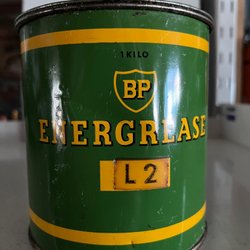 1 KILO
BP
ENERGREASE
L 2